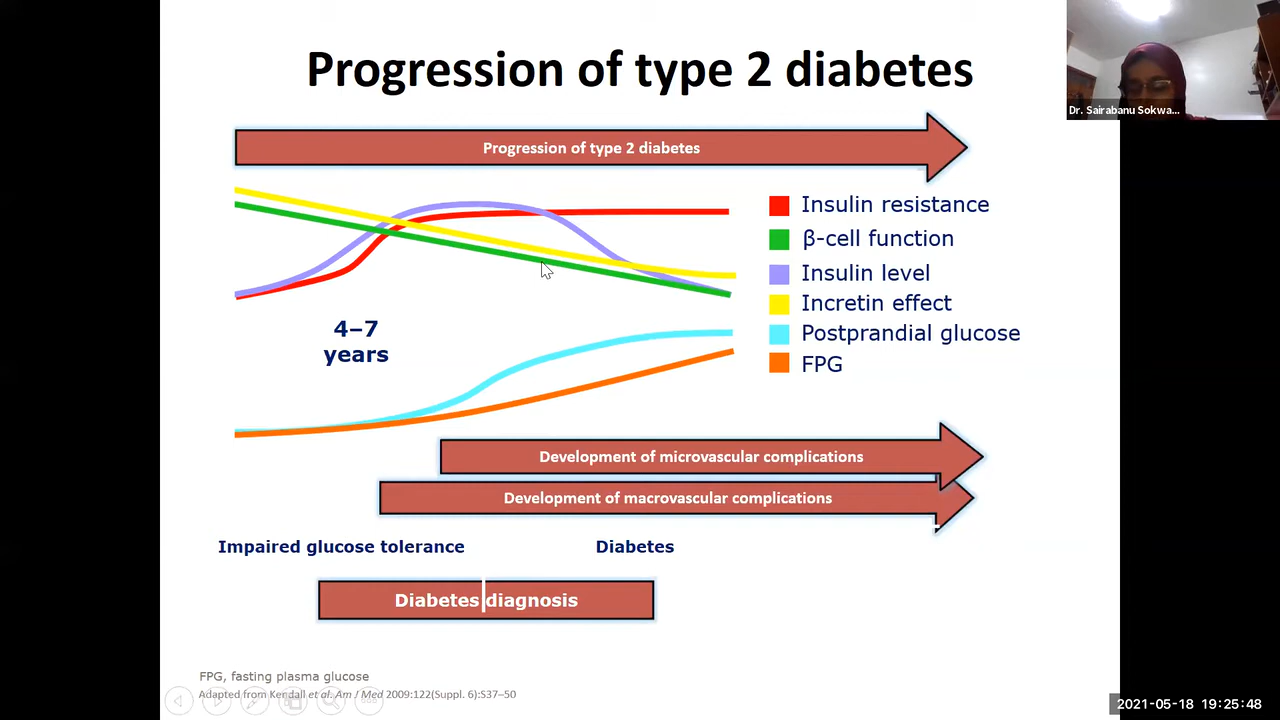 Progression of type 2 diabetes
Dr. Sairabanu Sokwa...
Progression of type 2 diabetes
Insulin resistance
β-cell function
Insulin level
Incretin effect
Postprandial glucose
FPG
4–7
years
Development of microvascular complications
Development of macrovascular complications
Impaired glucose tolerance
Diabetes
Diabetes diagnosis
FPG, fasting plasma glucose
Adapted from Kendall et al. Am J Med 2009:122(Suppl. 6):S37–50
2021-05-18 19:25:48